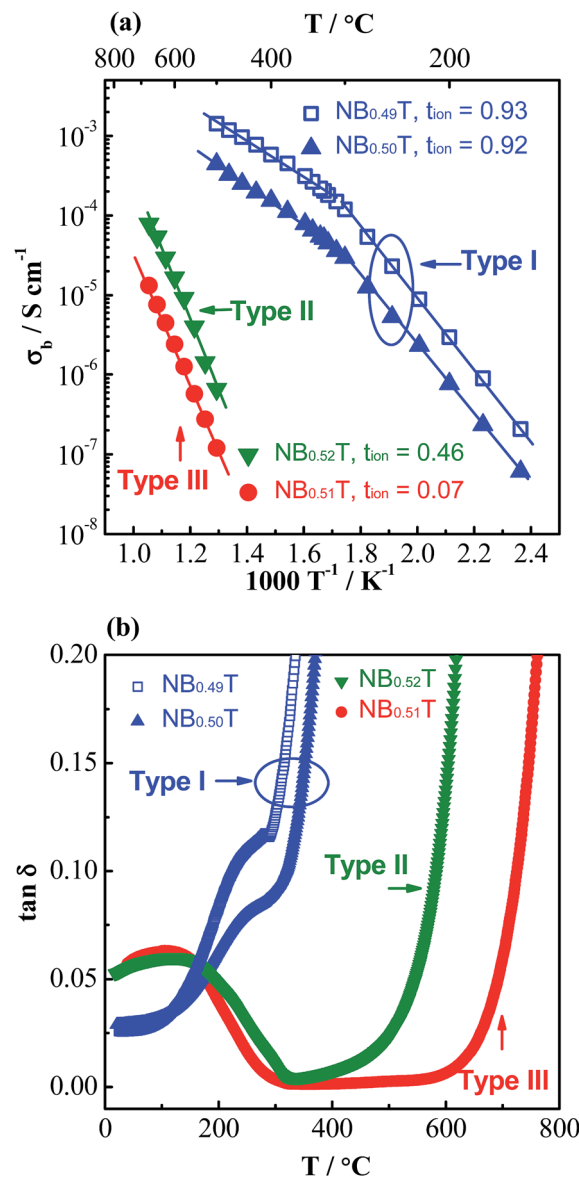 (a)
T / °C
800 600 400 200
NB0.49T, tion = 0.93
NB0.50T, tion = 0.92
10-3
10-4
10-5
10-6
10-7
10-8
σb / S cm-1
Type I
Type II
Type III
NB0.52T, tion = 0.46
NB0.51T, tion = 0.07
1.0 1.2 1.4 1.6 1.8 2.0 2.2 2.4
1000 T-1 / K-1
(b)
0.20
0.15
0.10
0.05
0.00
tan δ
NB0.49T
NB0.50T
NB0.52T
NB0.51T
Type I
Type II
Type III
0 200 400 600 800
T / °C